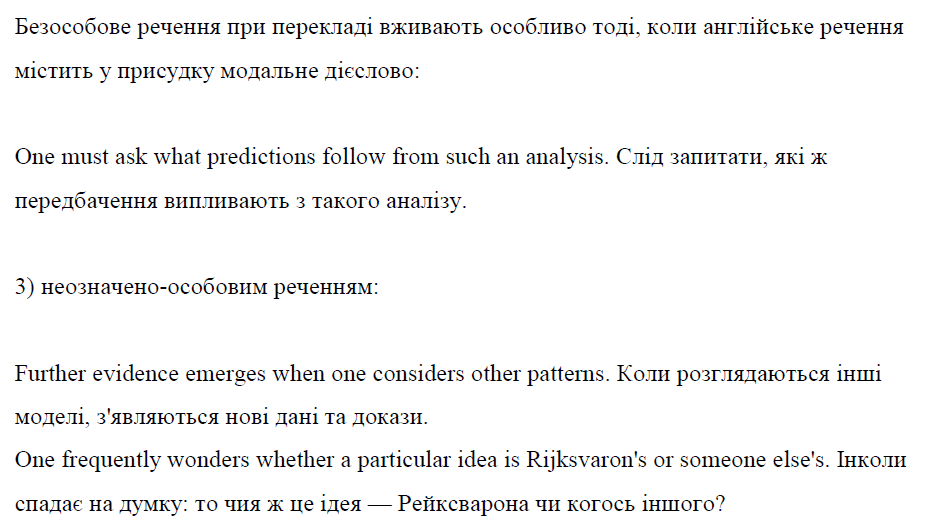 Безособове речення при перекладі вживають особливо тоді, коли англійське речення
містить у присудку модальне дієслово:
One must ask what predictions follow from such an analysis. Слід запитати, які ж
передбачення випливають з такого аналізу.
3) неозначено-особовим реченням:
Further evidence emerges when one considers other patterns. Коли розглядаються інші
моделі, з'являються нові дані та докази.
One frequently wonders whether a particular idea is Rijksvaron's or someone else's. Інколи
спадає на думку: то чия ж це ідея — Рейксварона чи когось іншого?